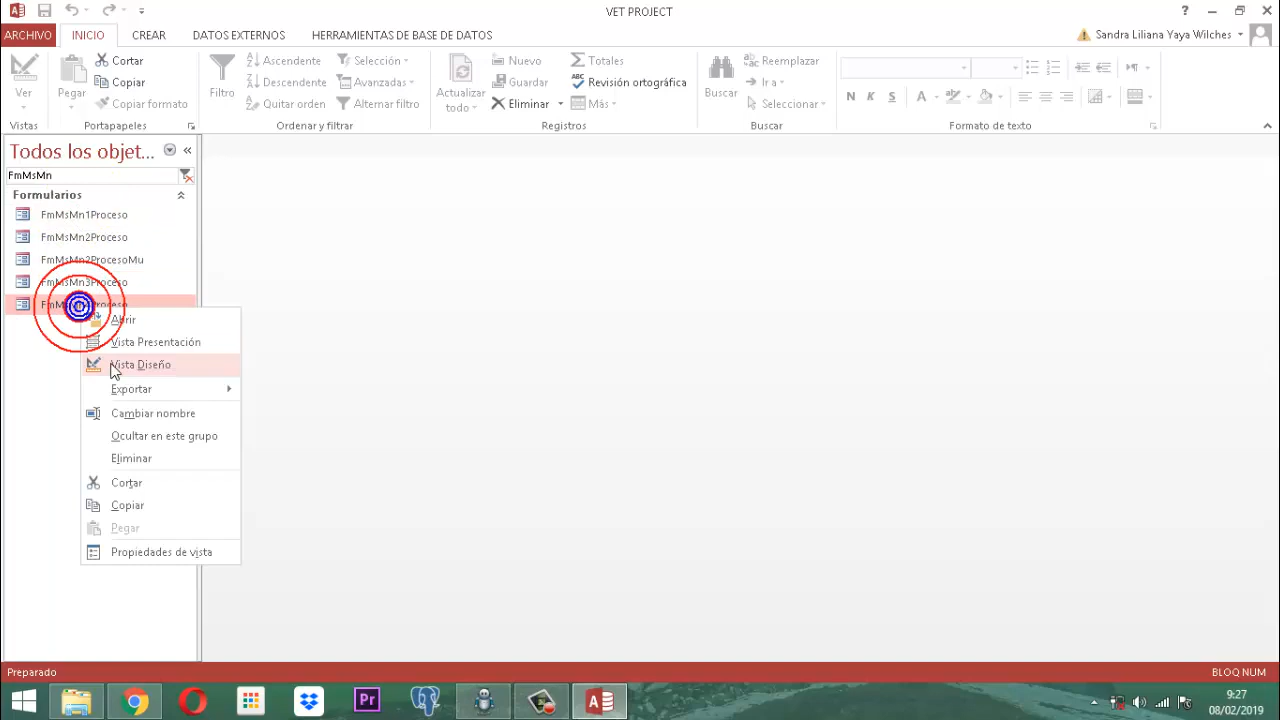 VET PROJECT
ARCHIVO INICIO CREAR DATOS EXTERNOS HERRAMIENTAS DE BASE DE DATOS Sandra Liliana Yaya Wilches
Ver
Vistas
Pegar
Cortar
Copiar
Copiar formato
Portapapeles
Filtro
Ascendente
Descendente
Quitar orden
Selección
Avanzadas
Alternar filtro
Ordenar y filtrar
Actualizar
todo
Nuevo
Guardar
Eliminar
Totales
Revisión ortográfica
Más
Registros
Buscar
Reemplazar
Ir a
Seleccionar
Buscar
N K S A
Formato de texto
Todos los objet...
FmMsMn
Formularios
FmMsMn1Proceso
FmMsMn2Proceso
FmMsMn2ProcesoMu
FmMsMn3Proceso
Abrir
Vista Presentación
Vista Diseño
Exportar
Cambiar nombre
Ocultar en este grupo
Eliminar
Cortar
Copiar
Pegar
Propiedades de vista
Preparado BLOQ NUM
Pr
9:27
08/02/2019